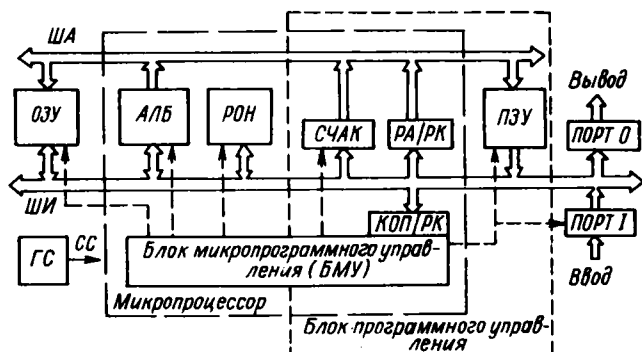 ША
Вывод
ОЗУ
АЛБ
РОН
СЧАК
РА/РК
ПЗУ
ПОРТ 0
ШИ
КОП/РК
ПОРТ I
ГС
СС
Блок микропрограммного управ-
ления (БМУ)
Ввод
Микропроцессор
Блок программного управ-
ления